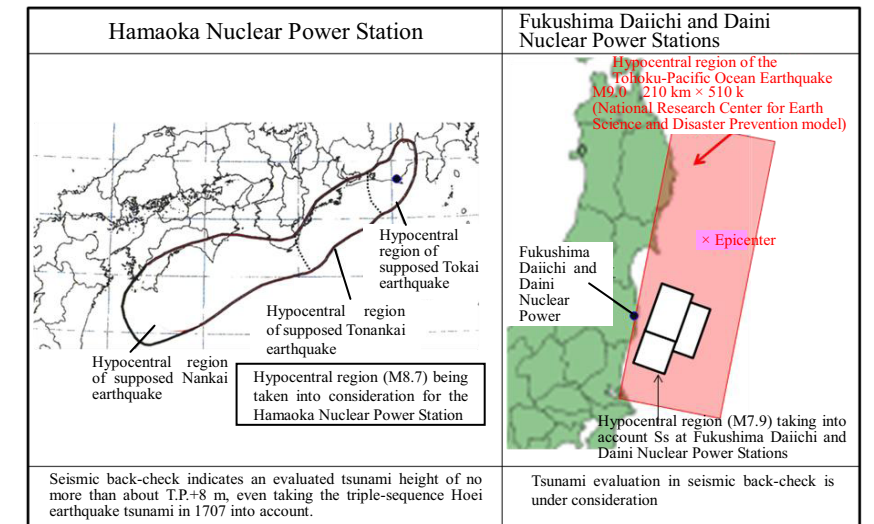 Hamaoka Nuclear Power Station
Fukushima Daiichi and Daini
Nuclear Power Stations
Hypocentral region of the
Tohoku-Pacific Ocean Earthquake
M9.0 210 km × 510 k
(National Research Center for Earth
Science and Disaster Prevention model)
× Epicenter
Fukushima
Daiichi and
Daini
Nuclear
Power
Hypocentral
region of
supposed Tokai
earthquake
Hypocentral region
of supposed Tonankai
earthquake
Hypocentral region
of supposed Nankai
earthquake
Hypocentral region (M8.7) being
taken into consideration for the
Hamaoka Nuclear Power Station
Hypocentral region (M7.9) taking into
account Ss at Fukushima Daiichi and
Daini Nuclear Power Stations
Seismic back-check indicates an evaluated tsunami height of no
more than about T.P.+8 m, even taking the triple-sequence Hoei
earthquake tsunami in 1707 into account.
Tsunami evaluation in seismic back-check is
under consideration